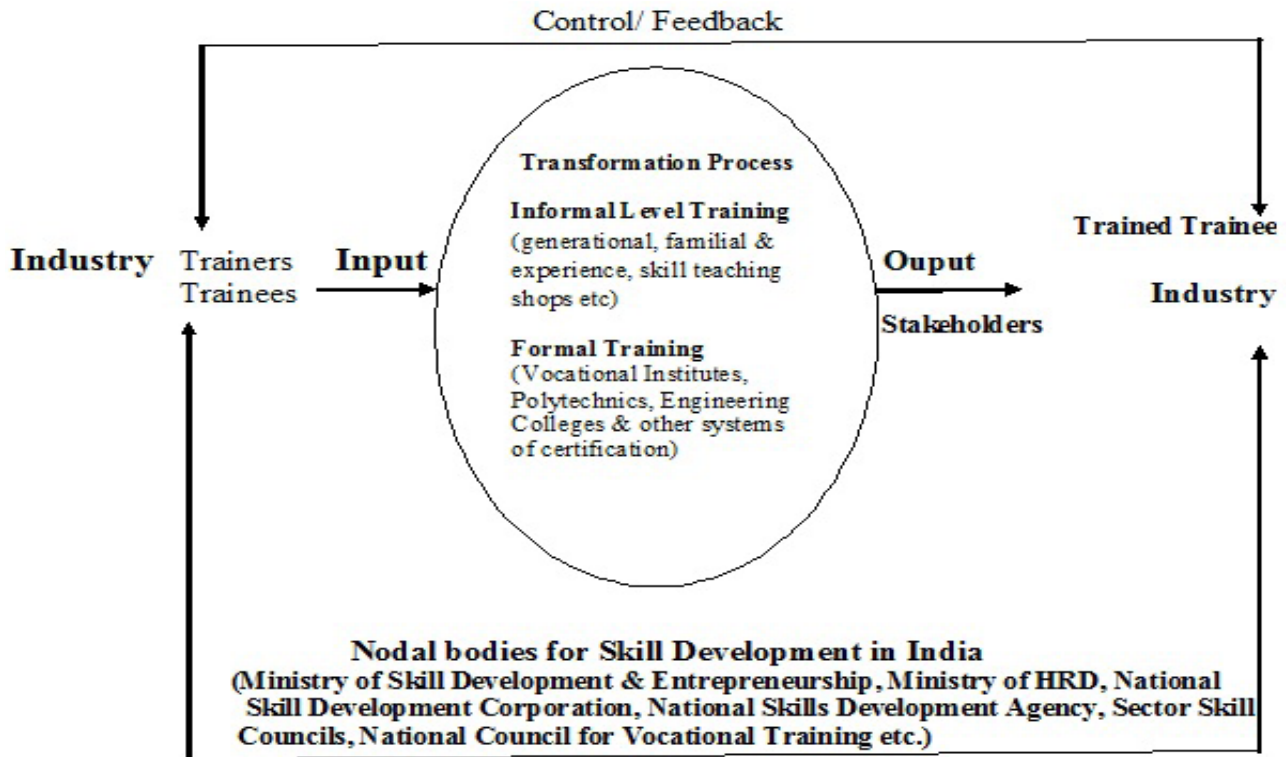 Control/ Feedback
Transformation Process
Informal Level Training
(generational, familial &
experience, skill teaching
shops etc)
Formal Training
(Vocational Institutes,
Polytechnics, Engineering
Colleges & other systems
of certification)
Industry
Trainers
Trainees
Input
Ouput
Stakeholders
Trained Trainee
Industry
Nodal bodies for Skill Development in India
(Ministry of Skill Development & Entrepreneurship, Ministry of HRD, National
Skill Development Corporation, National Skills Development Agency, Sector Skill
Councils, National Council for Vocational Training etc.)